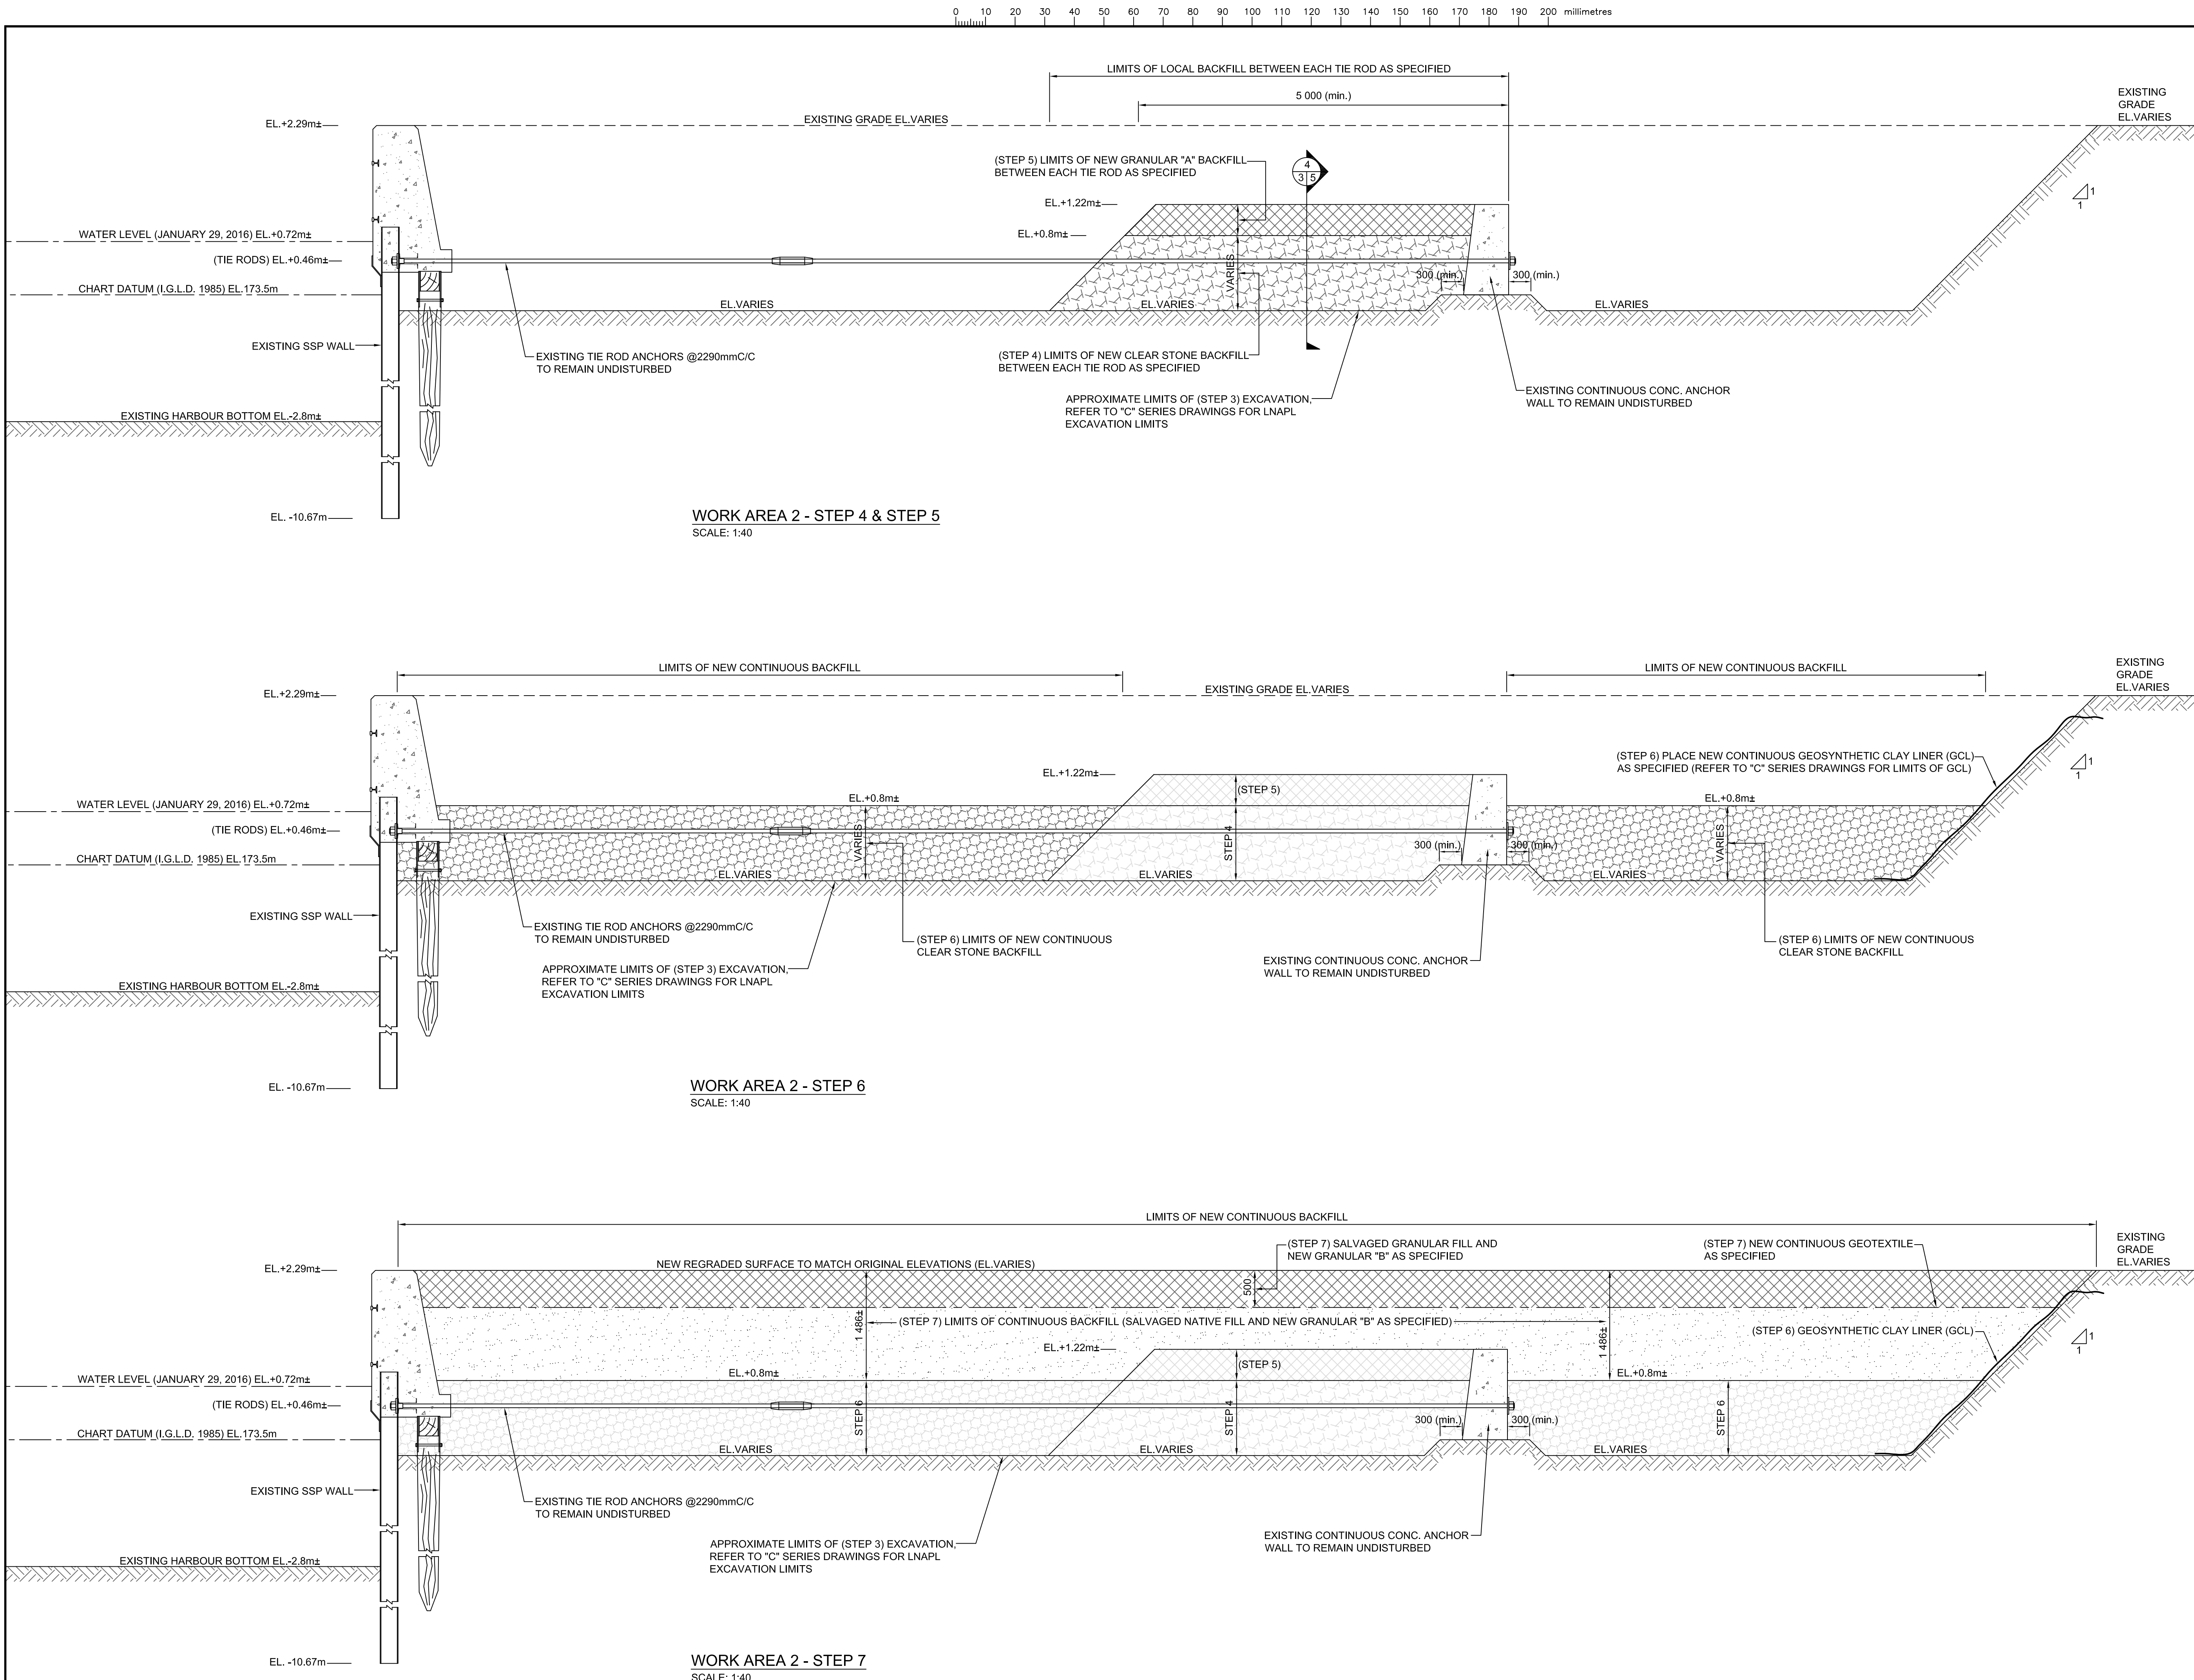 0 10 20 30 40 50 60 70 80 90 100 110 120 130 140 150 160 170 180 190 200 millimetres
LIMITS OF LOCAL BACKFILL BETWEEN EACH TIE ROD AS SPECIFIED
5 000 (min.)
EXISTING
GRADE
EL.VARIES
EL.+2.29m±
EXISTING GRADE EL.VARIES
(STEP 5) LIMITS OF NEW GRANULAR "A" BACKFILL
BETWEEN EACH TIE ROD AS SPECIFIED
4
3 5
1
1
EL.+1.22m±
WATER LEVEL (JANUARY 29, 2016) EL.+0.72m±
EL.+0.8m±
(TIE RODS) EL.+0.46m±
VARIES
300 (min.)
300 (min.)
CHART DATUM (I.G.L.D. 1985) EL.173.5m
EL.VARIES
EL.VARIES
EL.VARIES
EXISTING SSP WALL
EXISTING TIE ROD ANCHORS @2290mmC/C
TO REMAIN UNDISTURBED
(STEP 4) LIMITS OF NEW CLEAR STONE BACKFILL
BETWEEN EACH TIE ROD AS SPECIFIED
EXISTING CONTINUOUS CONC. ANCHOR
WALL TO REMAIN UNDISTURBED
APPROXIMATE LIMITS OF (STEP 3) EXCAVATION,
REFER TO "C" SERIES DRAWINGS FOR LNAPL
EXCAVATION LIMITS
EXISTING HARBOUR BOTTOM EL.-2.8m±
EL. -10.67m
WORK AREA 2 - STEP 4 & STEP 5
SCALE: 1:40
LIMITS OF NEW CONTINUOUS BACKFILL
LIMITS OF NEW CONTINUOUS BACKFILL
EXISTING
GRADE
EL.VARIES
EL.+2.29m±
EXISTING GRADE EL.VARIES
(STEP 6) PLACE NEW CONTINUOUS GEOSYNTHETIC CLAY LINER (GCL)
AS SPECIFIED (REFER TO "C" SERIES DRAWINGS FOR LIMITS OF GCL)
1
1
EL.+1.22m±
(STEP 5)
WATER LEVEL (JANUARY 29, 2016) EL.+0.72m±
EL.+0.8m±
EL.+0.8m±
(TIE RODS) EL.+0.46m±
VARIES
STEP 4
300 (min.)
300 (min.)
VARIES
CHART DATUM (I.G.L.D. 1985) EL.173.5m
EL.VARIES
EL.VARIES
EL.VARIES
EXISTING SSP WALL
EXISTING TIE ROD ANCHORS @2290mmC/C
TO REMAIN UNDISTURBED
(STEP 6) LIMITS OF NEW CONTINUOUS
CLEAR STONE BACKFILL
(STEP 6) LIMITS OF NEW CONTINUOUS
CLEAR STONE BACKFILL
APPROXIMATE LIMITS OF (STEP 3) EXCAVATION,
REFER TO "C" SERIES DRAWINGS FOR LNAPL
EXCAVATION LIMITS
EXISTING CONTINUOUS CONC. ANCHOR
WALL TO REMAIN UNDISTURBED
EXISTING HARBOUR BOTTOM EL.-2.8m±
EL. -10.67m
WORK AREA 2 - STEP 6
SCALE: 1:40
LIMITS OF NEW CONTINUOUS BACKFILL
EXISTING
GRADE
EL.VARIES
(STEP 7) SALVAGED GRANULAR FILL AND
NEW GRANULAR "B" AS SPECIFIED
(STEP 7) NEW CONTINUOUS GEOTEXTILE
AS SPECIFIED
EL.+2.29m±
NEW REGRADED SURFACE TO MATCH ORIGINAL ELEVATIONS (EL.VARIES)
500
1 486±
(STEP 7) LIMITS OF CONTINUOUS BACKFILL (SALVAGED NATIVE FILL AND NEW GRANULAR "B" AS SPECIFIED)
1 486±
(STEP 6) GEOSYNTHETIC CLAY LINER (GCL)
1
1
EL.+1.22m±
(STEP 5)
WATER LEVEL (JANUARY 29, 2016) EL.+0.72m±
EL.+0.8m±
EL.+0.8m±
(TIE RODS) EL.+0.46m±
STEP 6
STEP 4
300 (min.)
300 (min.)
STEP 6
CHART DATUM (I.G.L.D. 1985) EL.173.5m
EL.VARIES
EL.VARIES
EL.VARIES
EXISTING SSP WALL
EXISTING TIE ROD ANCHORS @2290mmC/C
TO REMAIN UNDISTURBED
APPROXIMATE LIMITS OF (STEP 3) EXCAVATION,
REFER TO "C" SERIES DRAWINGS FOR LNAPL
EXCAVATION LIMITS
EXISTING CONTINUOUS CONC. ANCHOR
WALL TO REMAIN UNDISTURBED
EXISTING HARBOUR BOTTOM EL.-2.8m±
EL. -10.67m
WORK AREA 2 - STEP 7
SCALE: 1:40